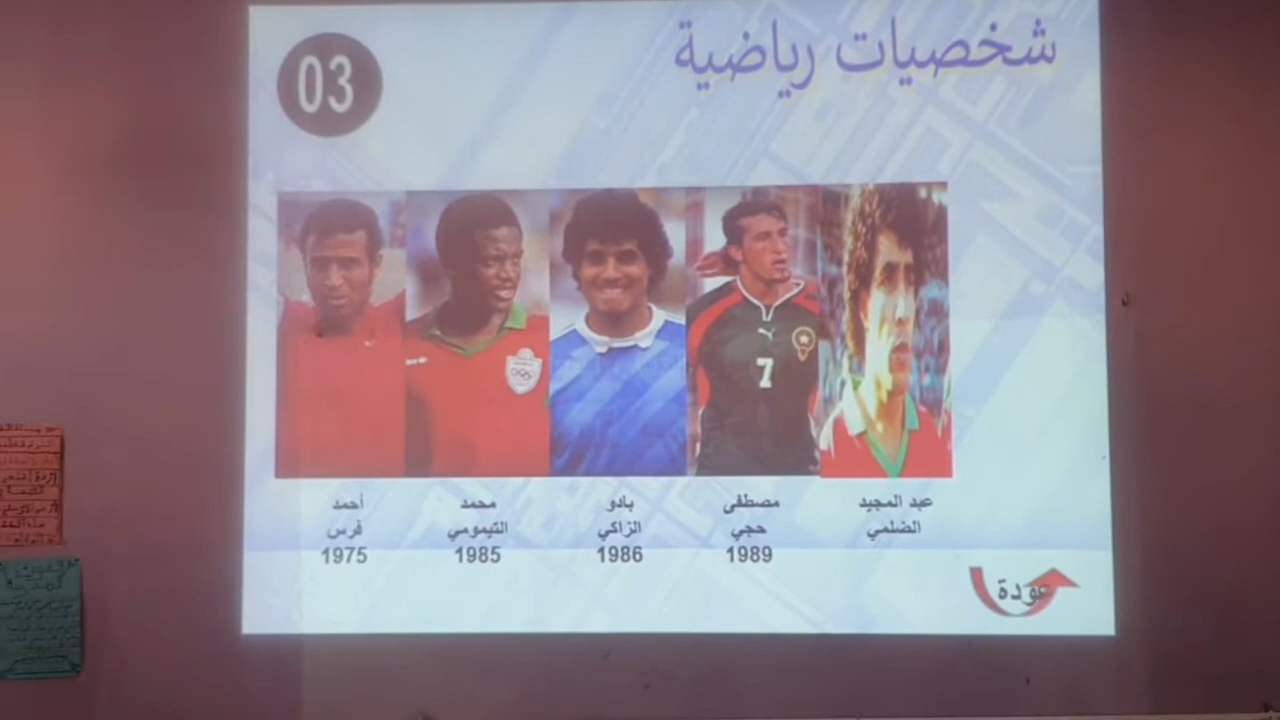 شخصيات رياضية
03
7
عبد المجيد
الضلمي
مصطفى
حجي
1989
بادو
الزاكي
1986
محمد
التيمومي
1985
أحمد
فرس
1975
عودة